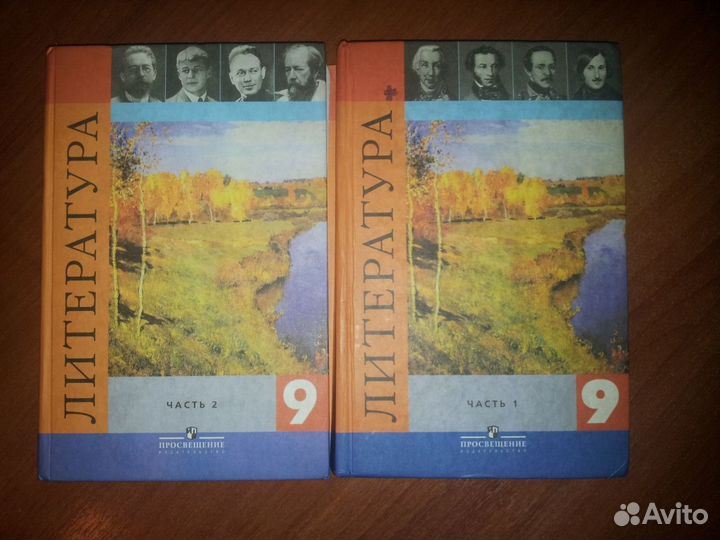 ЛИТЕРАТУРА
ЧАСТЬ 2
9
ПРОСВЕЩЕНИЕ
ИЗДАТЕЛЬСТВО
ЛИТЕРАТУРА
ЧАСТЬ 1
9
ПРОСВЕЩЕНИЕ
ИЗДАТЕЛЬСТВО
Avito